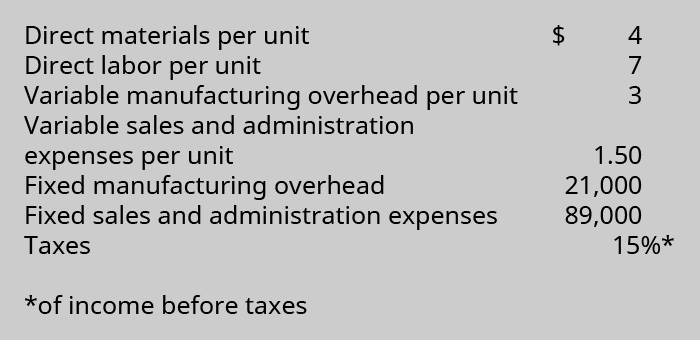 Direct materials per unit $ 4
Direct labor per unit 7
Variable manufacturing overhead per unit 3
Variable sales and administration
expenses per unit 1.50
Fixed manufacturing overhead 21,000
Fixed sales and administration expenses 89,000
Taxes 15%*
*of income before taxes